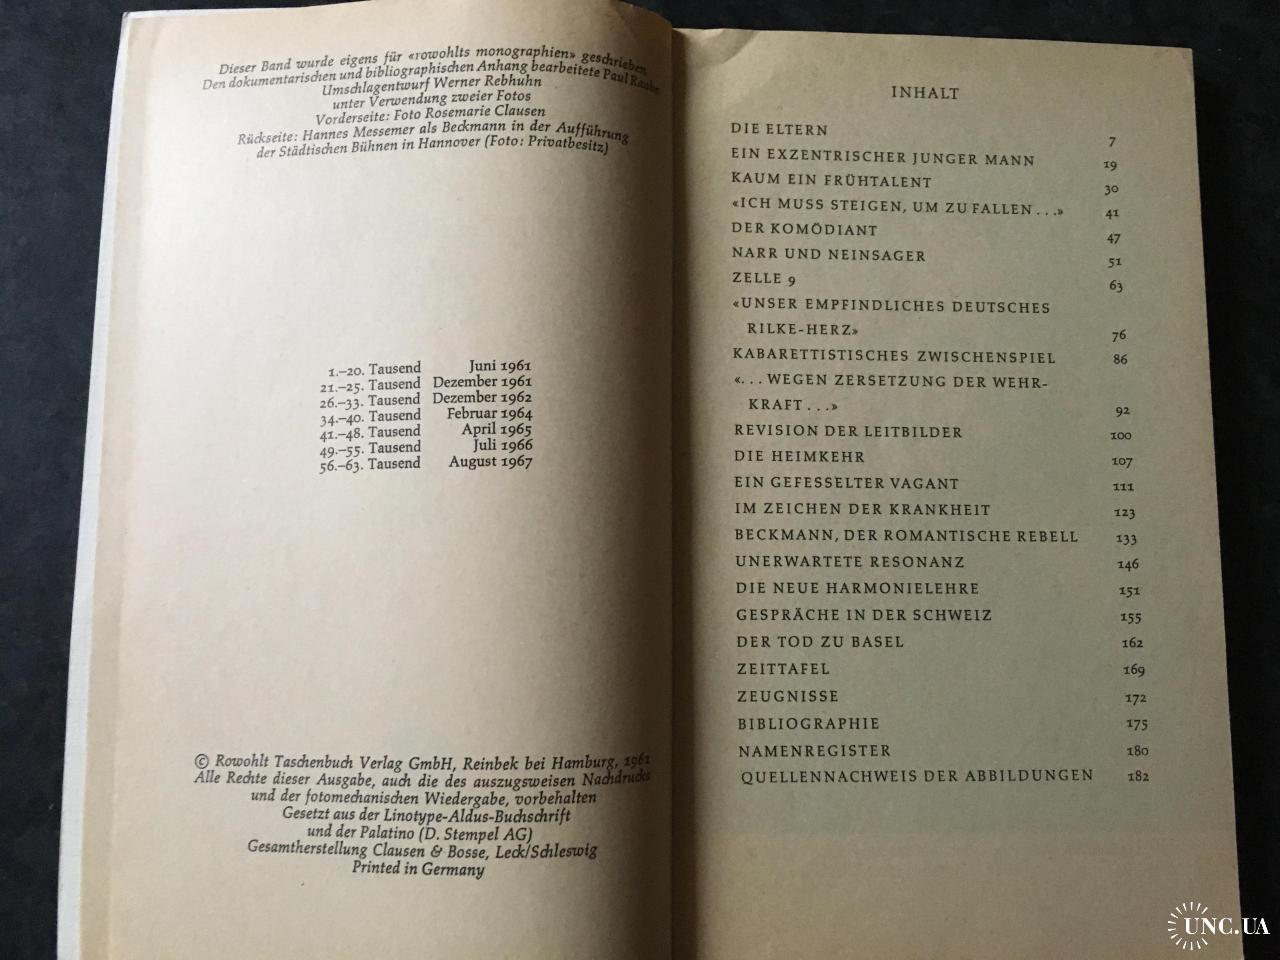 Dieser Band wurde eigens für «rowohlts monographien» geschrieben
Den dokumentarischen und bibliographischen Anhang bearbeitete Paul Raabe
Umschlagentwurf Werner Rebhuhn
unter Verwendung zweier Fotos
Vorderseite: Foto Rosemarie Clausen
Rückseite: Hannes Messemer als Beckmann in der Aufführung
der Städtischen Bühnen in Hannover (Foto: Privatbesitz)
1.–20. Tausend Juni 1961
21.–25. Tausend Dezember 1961
26.–33. Tausend Dezember 1962
34.–40. Tausend Februar 1964
41.–48. Tausend April 1965
49.–55. Tausend Juli 1966
56.–63. Tausend August 1967
© Rowohlt Taschenbuch Verlag GmbH, Reinbek bei Hamburg, 1961
Alle Rechte dieser Ausgabe, auch die des auszugsweisen Nachdrucks
und der fotomechanischen Wiedergabe, vorbehalten
Gesetzt aus der Linotype-Aldus-Buchschrift
und der Palatino (D. Stempel AG)
Gesamtherstellung Clausen & Bosse, Leck/Schleswig
Printed in Germany
INHALT
DIE ELTERN 7
EIN EXZENTRISCHER JUNGER MANN 19
KAUM EIN FRÜHTALENT 30
«ICH MUSS STEIGEN, UM ZU FALLEN...» 41
DER KOMÖDIANT 47
NARR UND NEINSAGER 51
ZELLE 9 63
«UNSER EMPFINDLICHES DEUTSCHES
RILKE-HERZ» 76
KABARETTISTISCHES ZWISCHENSPIEL 86
«... WEGEN ZERSETZUNG DER WEHR-
KRAFT...» 92
REVISION DER LEITBILDER 100
DIE HEIMKEHR 107
EIN GEFESSELTER VAGANT 111
IM ZEICHEN DER KRANKHEIT 123
BECKMANN, DER ROMANTISCHE REBELL 133
UNERWARTETE RESONANZ 146
DIE NEUE HARMONIELEHRE 151
GESPRÄCHE IN DER SCHWEIZ 155
DER TOD ZU BASEL 162
ZEITTAFEL 169
ZEUGNISSE 172
BIBLIOGRAPHIE 175
NAMENREGISTER 180
QUELLENNACHWEIS DER ABBILDUNGEN 182
UNC.UA